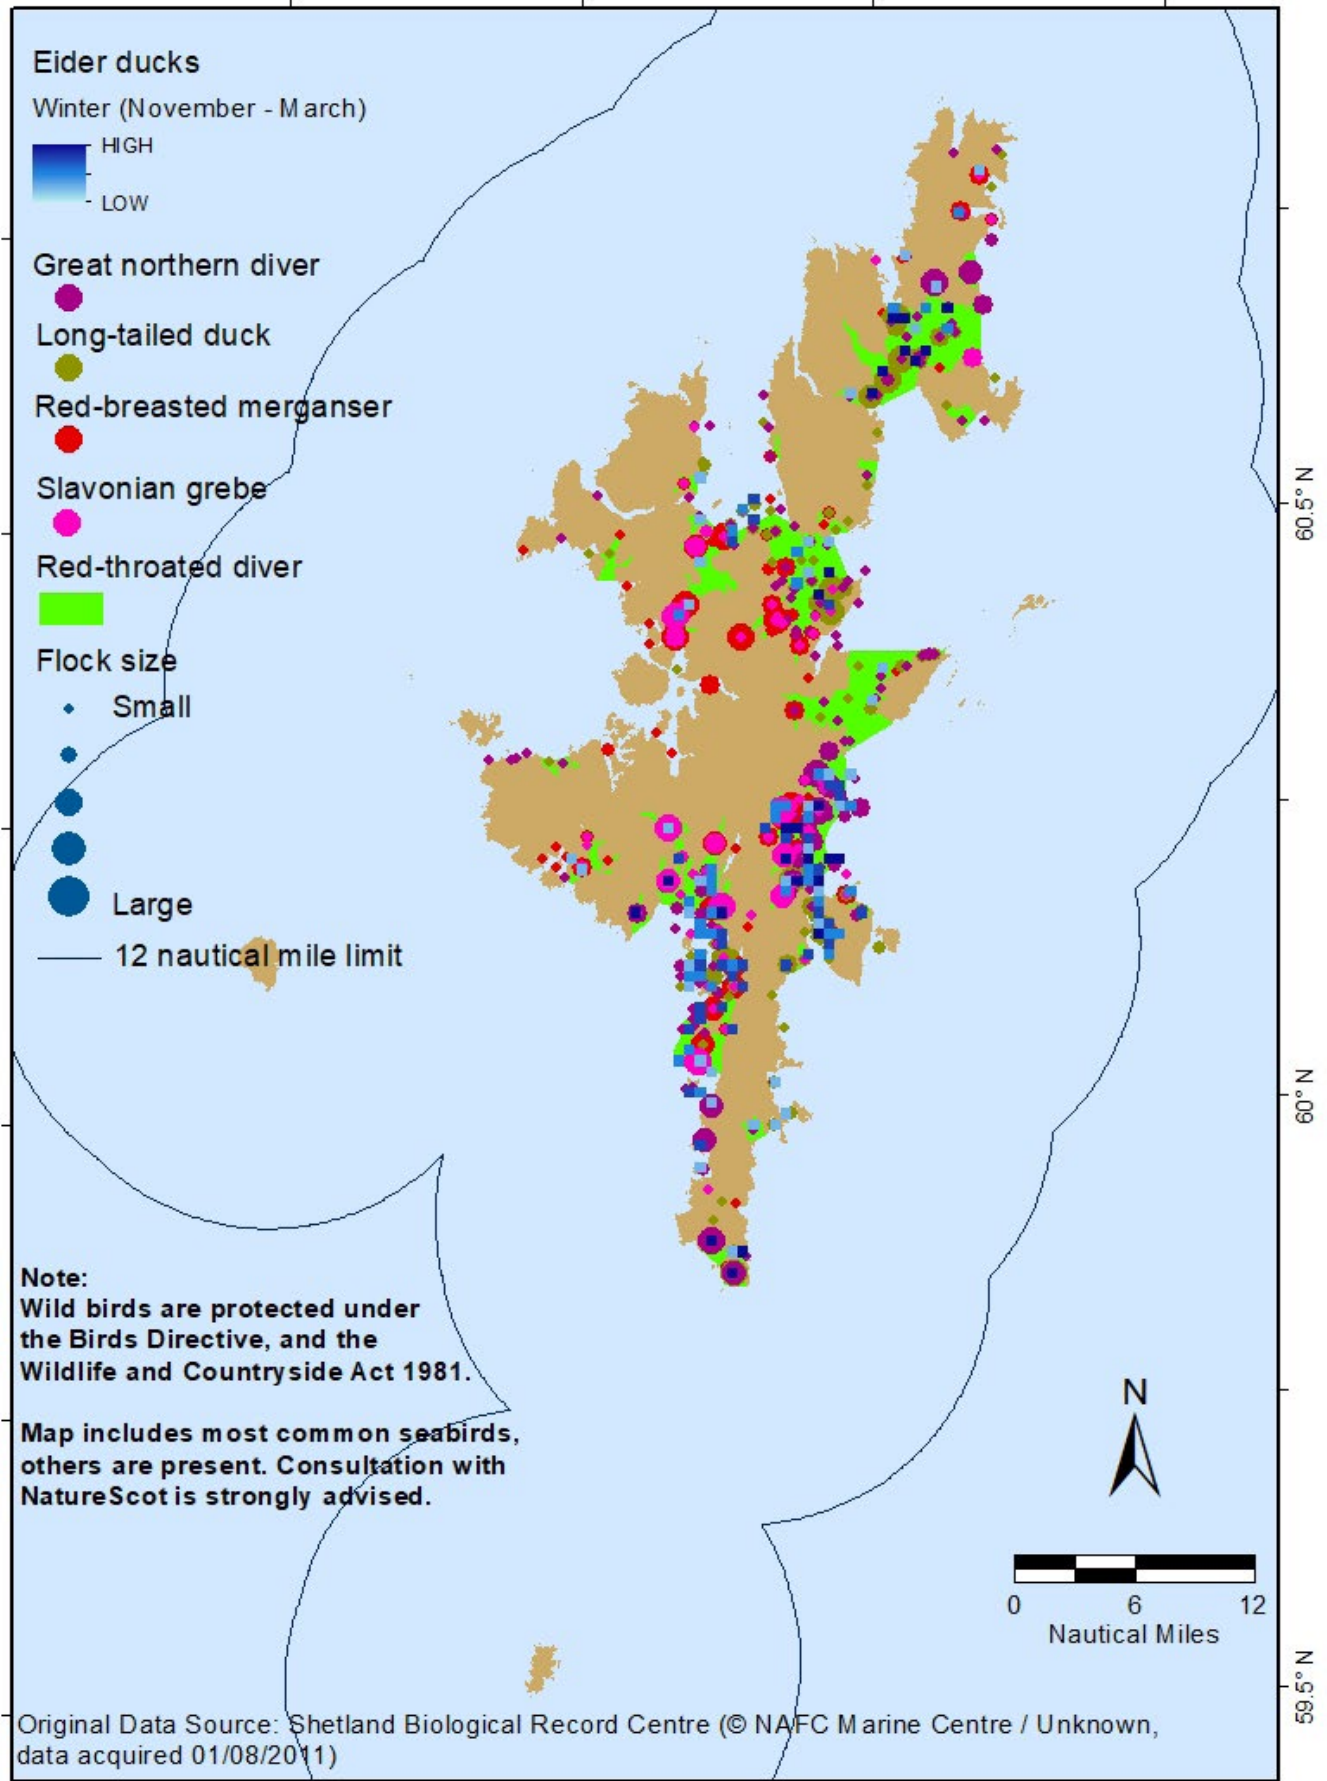 Eider ducks
Winter (November - March)
HIGH
LOW
Great northern diver
Long-tailed duck
Red-breasted merganser
Slavonian grebe
Red-throated diver
Flock size
Small
Large
12 nautical mile limit
60.5° N
60° N
59.5° N
Note:
Wild birds are protected under
the Birds Directive, and the
Wildlife and Countryside Act 1981.
Map includes most common seabirds,
others are present. Consultation with
NatureScot is strongly advised.
N
0 6 12
Nautical Miles
Original Data Source: Shetland Biological Record Centre (© NAFC Marine Centre / Unknown,
data acquired 01/08/2011)